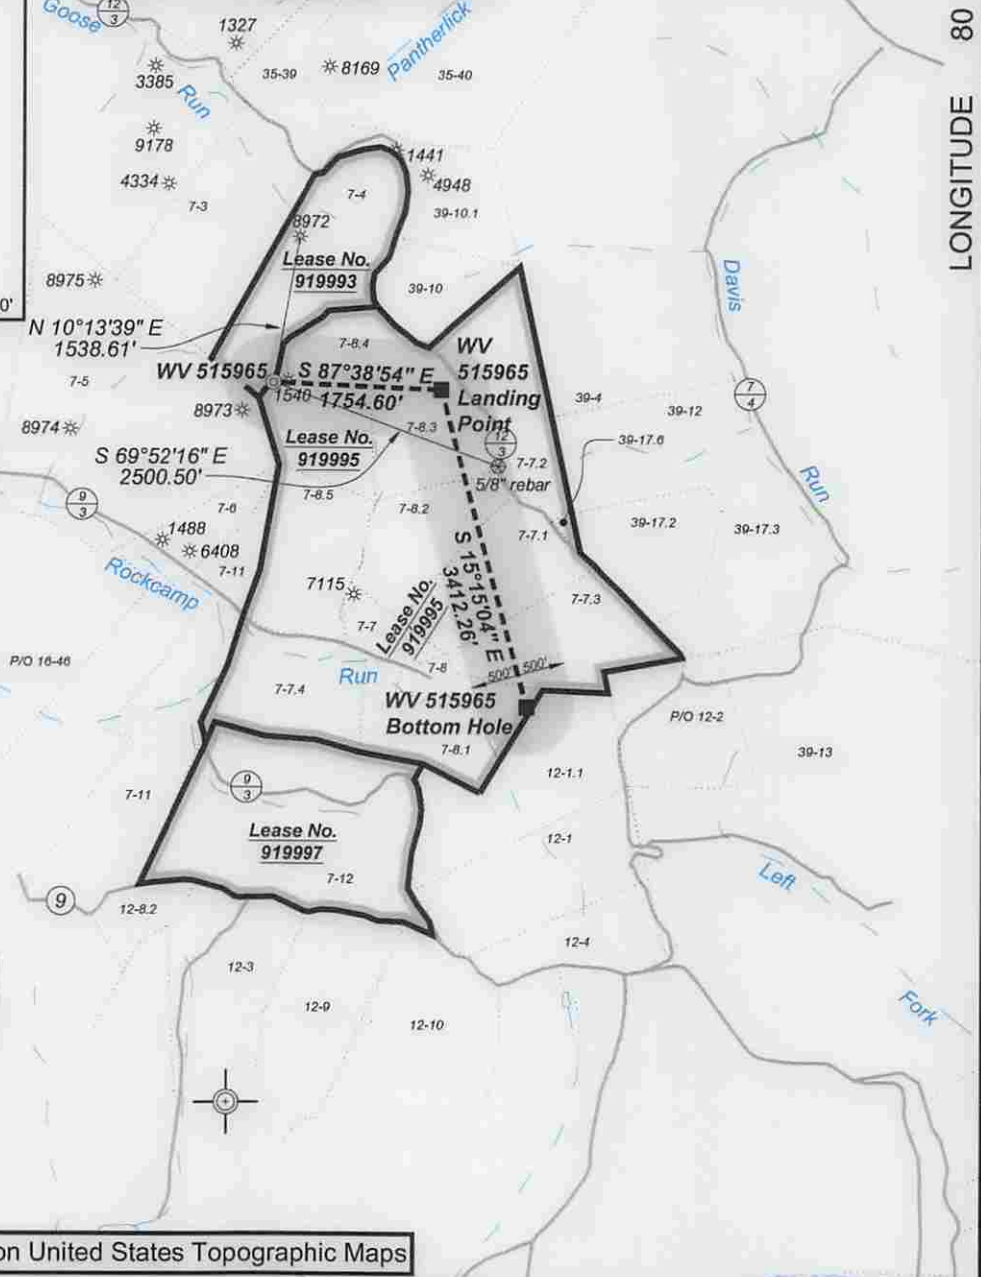 Goose
12
3
1327
Pantherlick
80
LONGITUDE
3385
35-39
8169
35-40
Run
9178
1441
4334
7-3
7-4
4948
39-10.1
8972
Lease No.
919993
8975
39-10
Davis
0'
N 10°13'39" E
1538.61'
7-8.4
WV
515965
Landing
Point
WV 515965
S 87°38'54" E
1754.60'
1540
7-5
7
4
39-4
39-12
8973
8974
7-8.3
12
3
39-17.6
Lease No.
919995
S 69°52'16" E
2500.50'
7-7.2
5/8" rebar
Run
9
3
7-6
7-8.5
7-8.2
1488
6408
7-7.1
39-17.2
39-17.3
S 15°15'04" E
3412.26'
7-11
Rockcamp
7115
7-7.3
Lease No.
919995
7-7
P/O 16-46
7-8
500'
500'
Run
7-7.4
WV 515965
Bottom Hole
P/O 12-2
7-8.1
39-13
12-1.1
9
3
7-11
Lease No.
919997
12-1
7-12
Left
9
12-8.2
12-4
12-3
12-9
12-10
Fork
on United States Topographic Maps